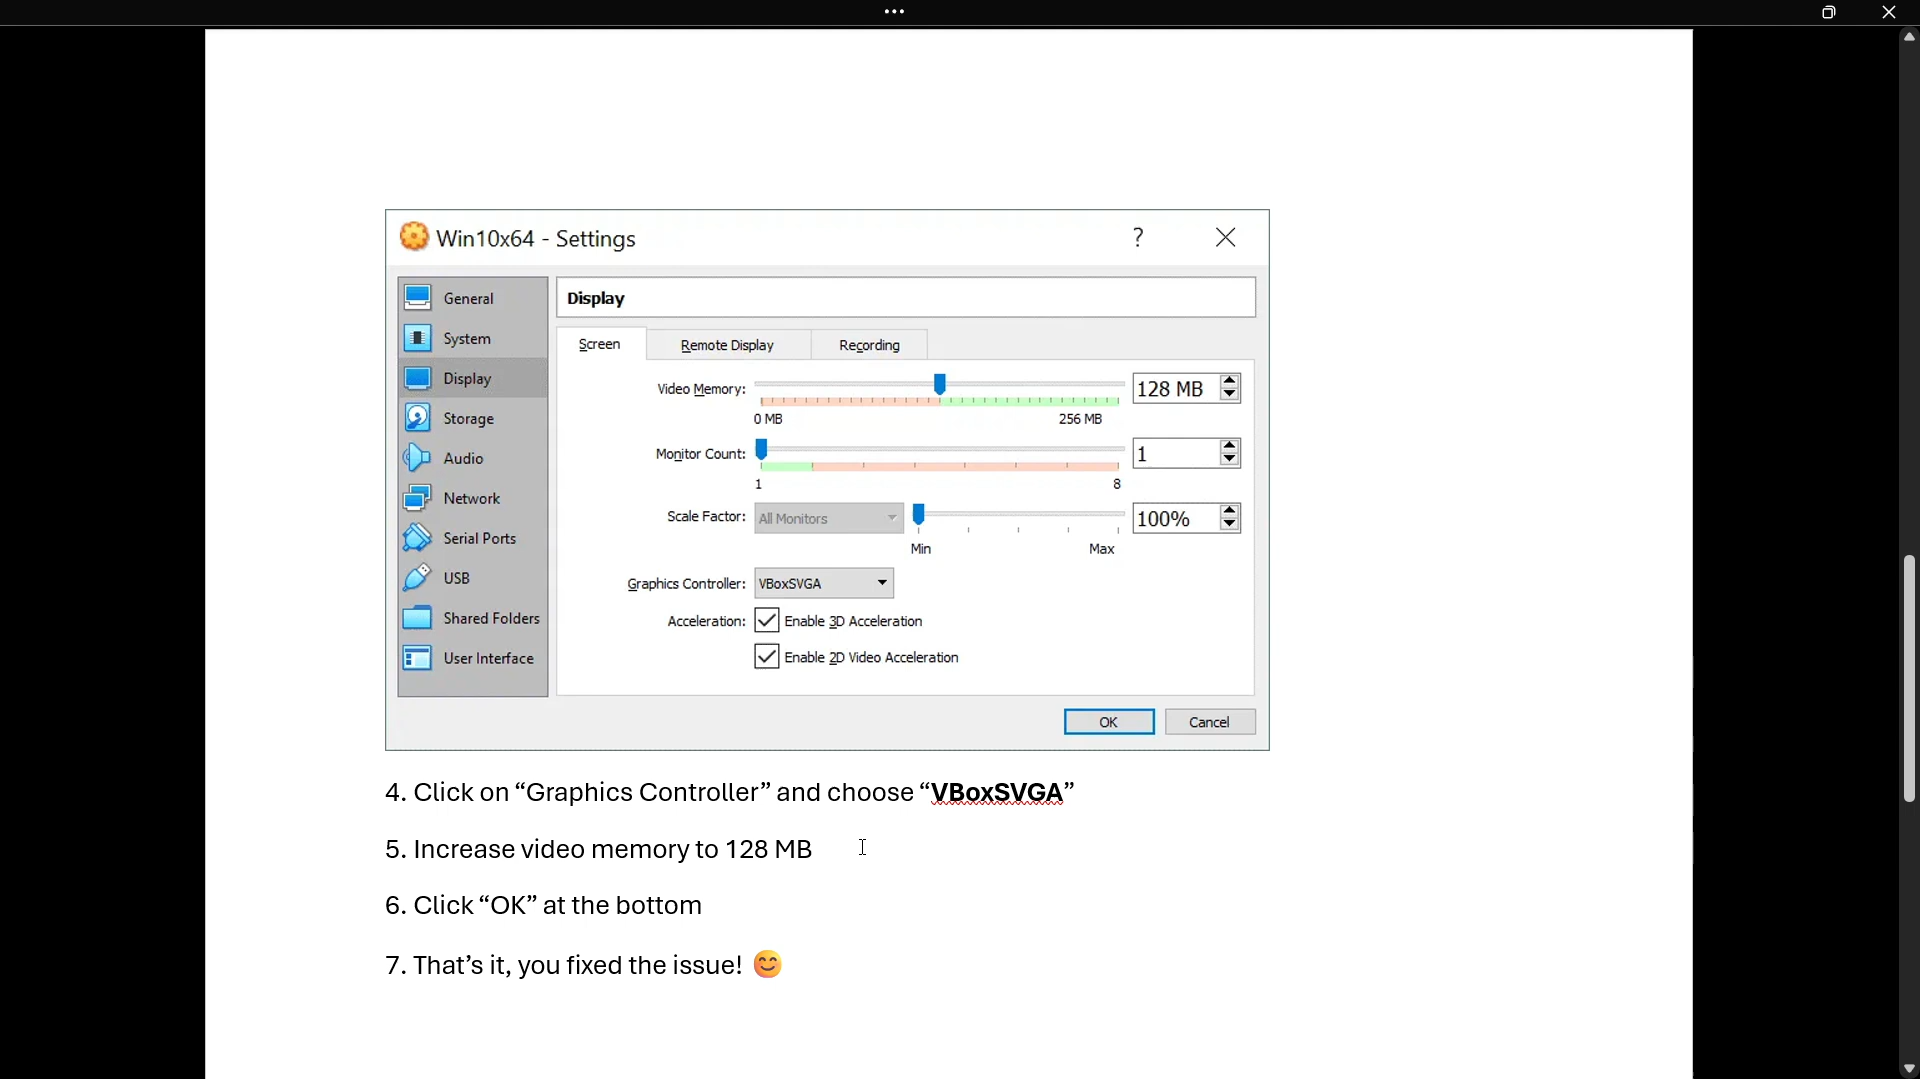 Win10x64 - Settings
?
General
System
Display
Storage
Audio
Network
Serial Ports
USB
Shared Folders
User Interface
Display
Screen Remote Display Recording
Video Memory: 128 MB
0 MB 256 MB
Monitor Count: 1
1 8
Scale Factor: All Monitors 100%
Min Max
Graphics Controller: VBoxSVGA
Acceleration: Enable 3D Acceleration
Enable 2D Video Acceleration
OK Cancel
4. Click on “Graphics Controller” and choose “VBoxSVGA”
5. Increase video memory to 128 MB
6. Click “OK” at the bottom
7. That’s it, you fixed the issue! 😊